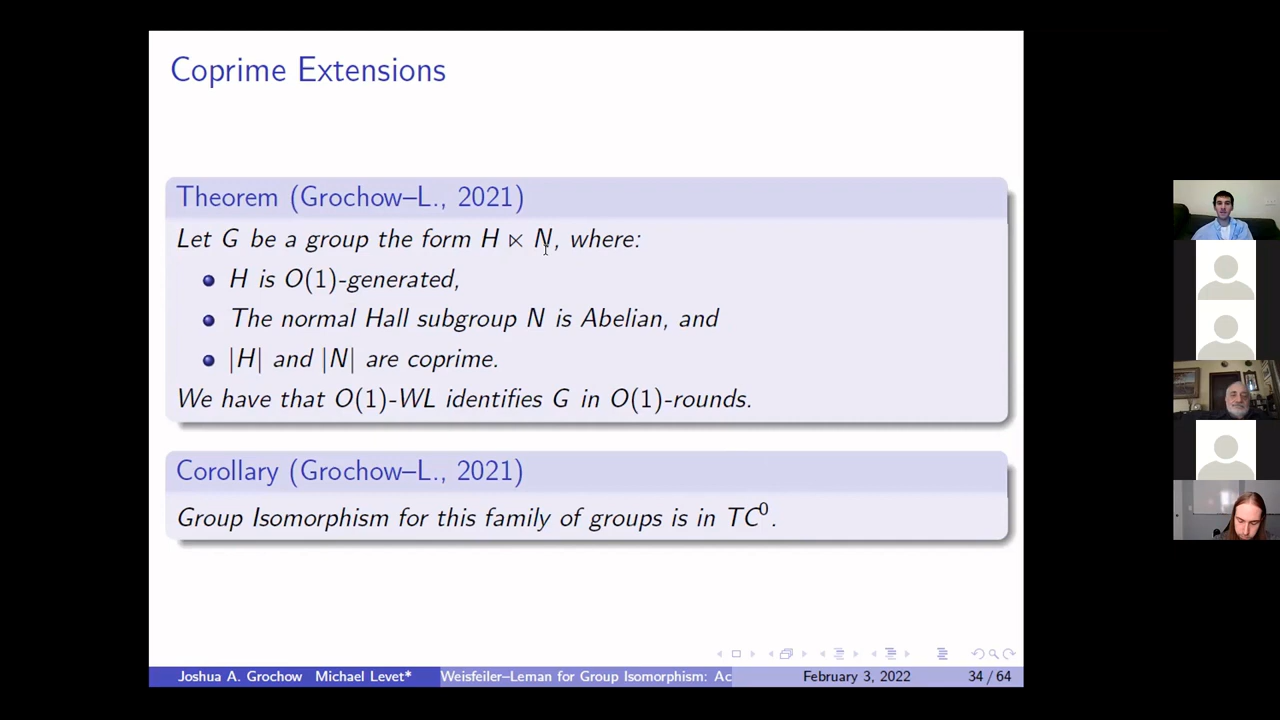 Coprime Extensions
Theorem (Grochow–L., 2021)
Let G be a group the form H ⋉ N, where:
H is O(1)-generated,
The normal Hall subgroup N is Abelian, and
|H| and |N| are coprime.
We have that O(1)-WL identifies G in O(1)-rounds.
Corollary (Grochow–L., 2021)
Group Isomorphism for this family of groups is in TC⁰.
Joshua A. Grochow Michael Levet* Weisfeiler–Leman for Group Isomorphism: Ac February 3, 2022 34 / 64